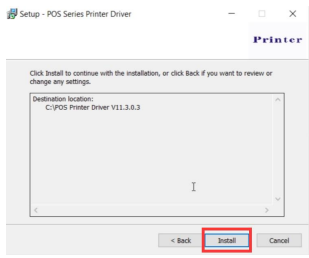 Setup - POS Series Printer Driver
Printer
Click Install to continue with the installation, or click Back if you want to review or
change any settings.
Destination location:
C:\POS Printer Driver V11.3.0.3
< Back
Install
Cancel